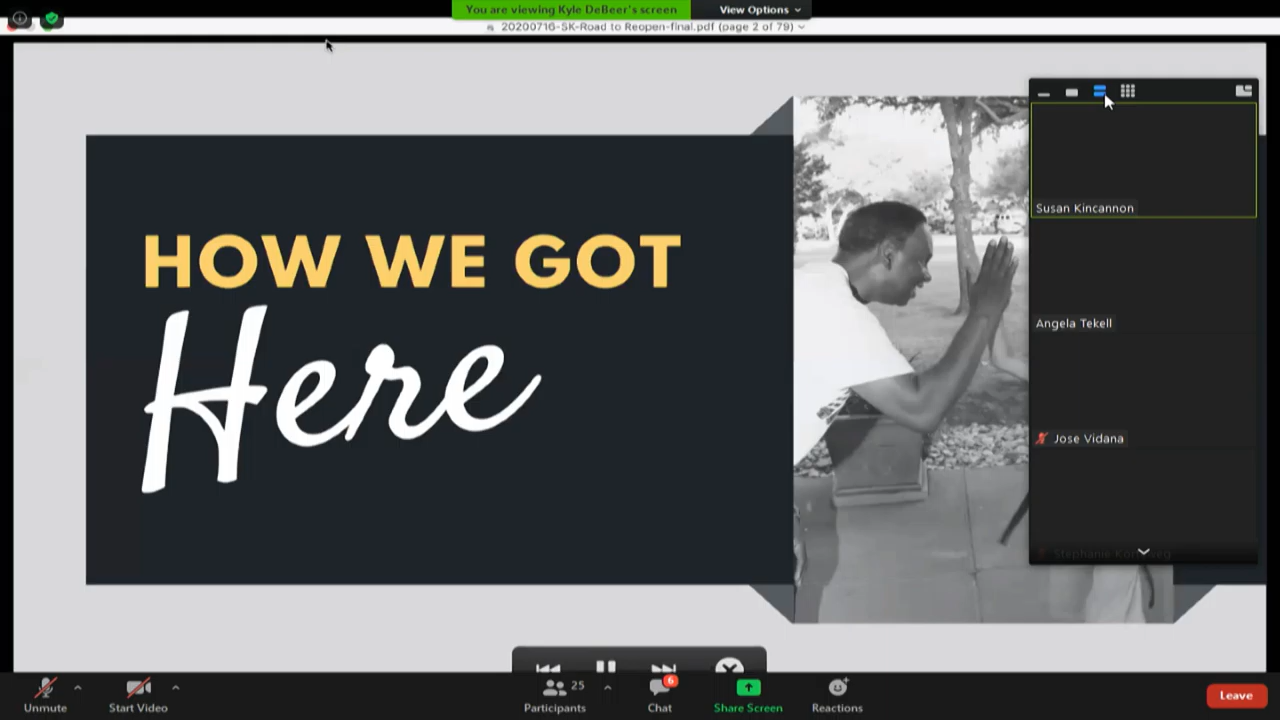 You are viewing Kyle DeBeer's screen
View Options
20200716-SK-Road to Reopen-final.pdf (page 2 of 79)
HOW WE GOT
Here
Susan Kincannon
Angela Tekell
Jose Vidana
Unmute
Start Video
25
Participants
6
Chat
Share Screen
Reactions
Leave